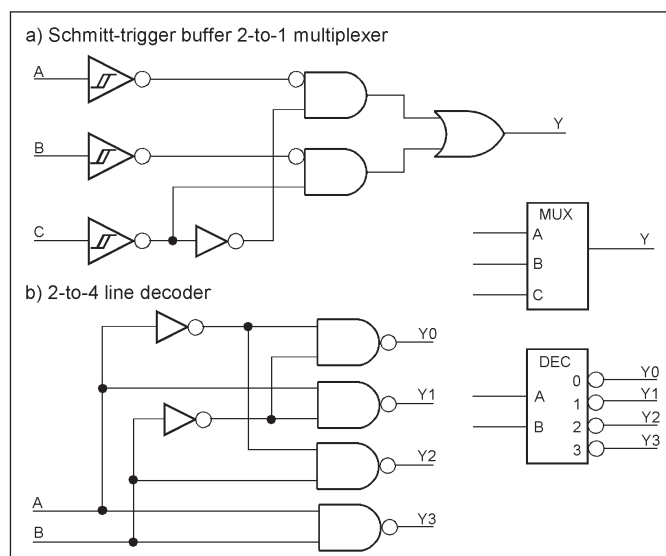 a) Schmitt-trigger buffer 2-to-1 multiplexer
A
B
C
Y
MUX
A
B
C
Y
b) 2-to-4 line decoder
A
B
Y0
Y1
Y2
Y3
DEC
A
B
0
1
2
3
Y0
Y1
Y2
Y3